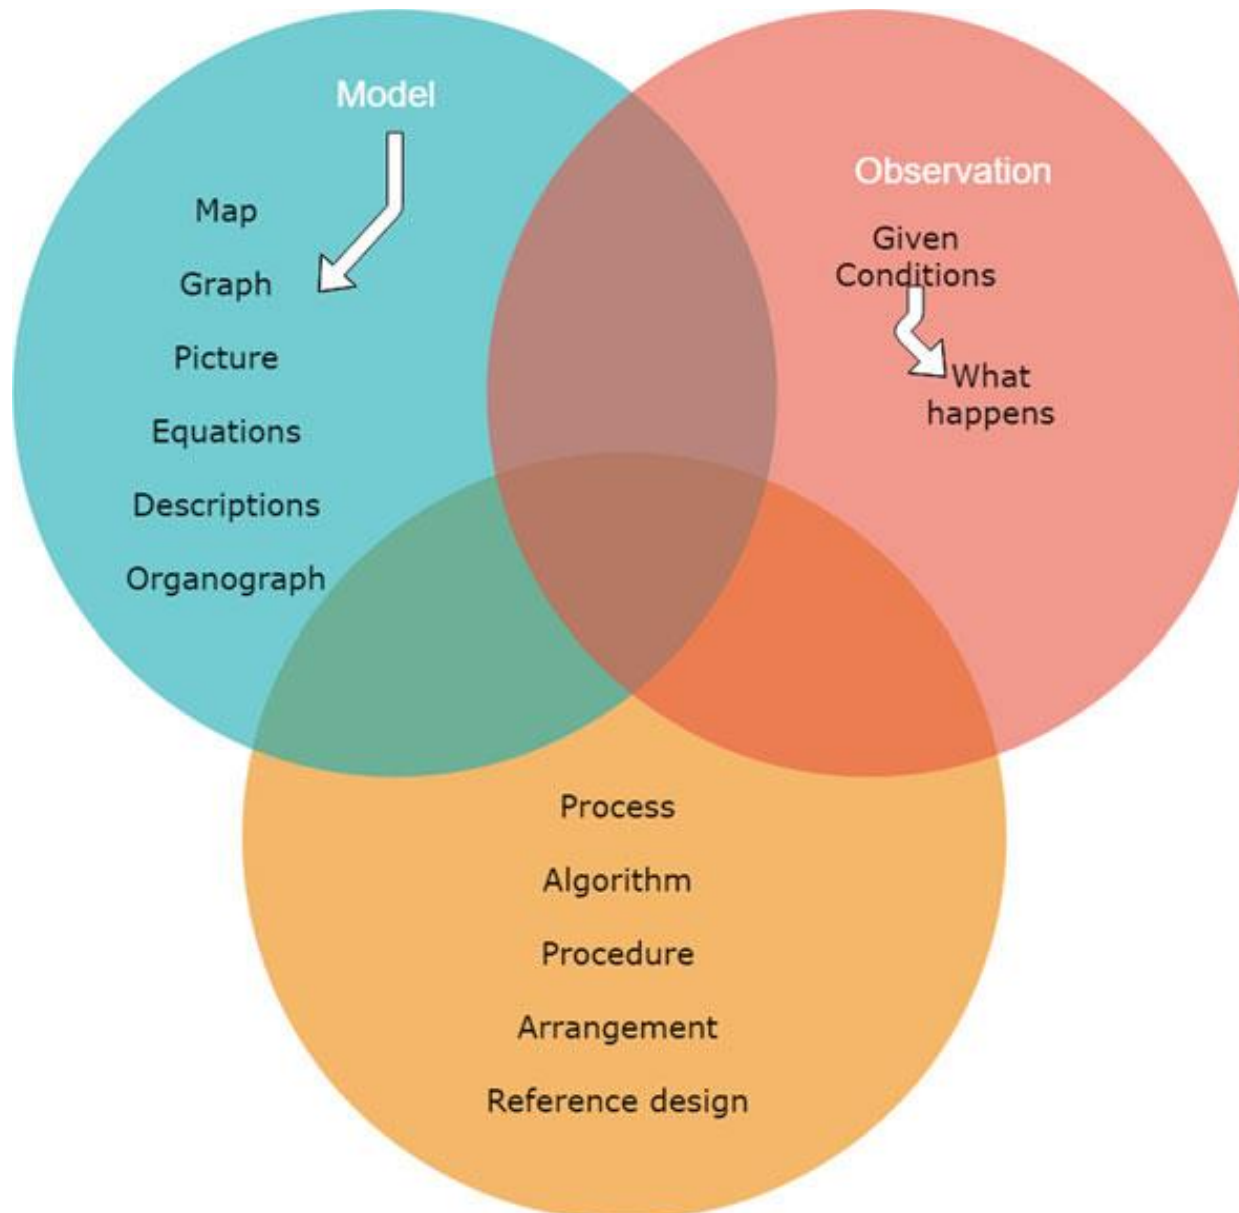 Model
Map
Graph
Picture
Equations
Descriptions
Organograph
Observation
Given
Conditions
What
happens
Process
Algorithm
Procedure
Arrangement
Reference design